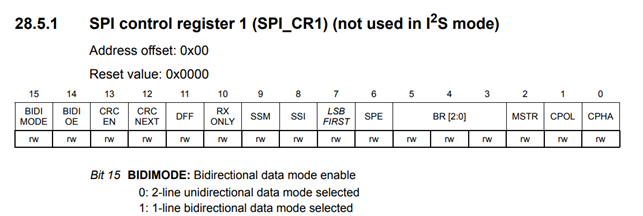 28.5.1 SPI control register 1 (SPI_CR1) (not used in I2S mode)
Address offset: 0x00
Reset value: 0x0000
15 14 13 12 11 10 9 8 7 6 5 4 3 2 1 0
BIDI MODE BIDI OE CRC EN CRC NEXT DFF RX ONLY SSM SSI LSB FIRST SPE BR [2:0] MSTR CPOL CPHA
rw rw rw rw rw rw rw rw rw rw rw rw rw rw rw rw
Bit 15 BIDIMODE: Bidirectional data mode enable
0: 2-line unidirectional data mode selected
1: 1-line bidirectional data mode selected